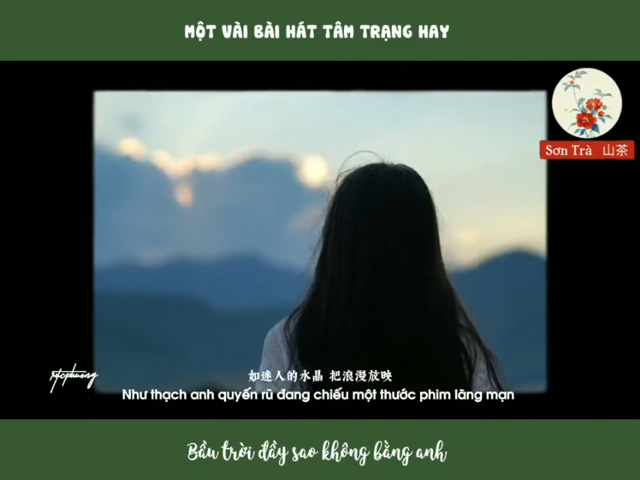 MỘT VÀI BÀI HÁT TÂM TRẠNG HAY
Sơn Trà 山茶
如迷人的水晶 把浪漫放映
Như thạch anh quyến rũ đang chiếu một thước phim lãng mạn
Bầu trời đầy sao không bằng anh